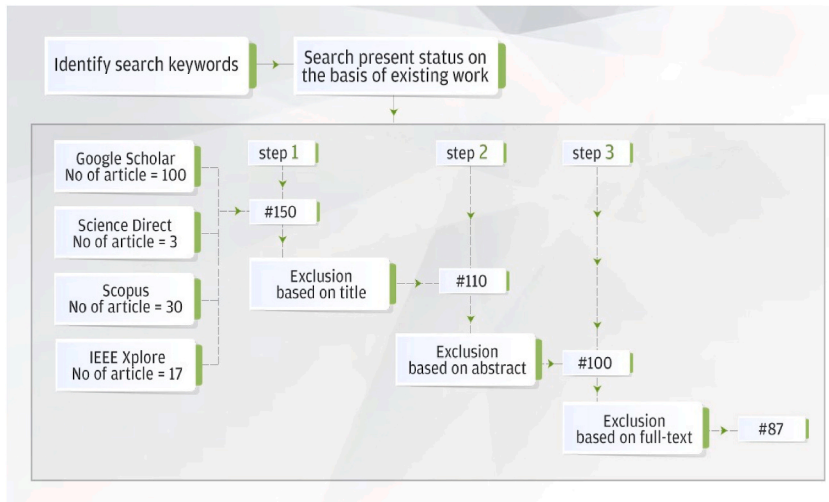 Identify search keywords
Search present status on
the basis of existing work
Google Scholar
No of article = 100
Science Direct
No of article = 3
Scopus
No of article = 30
IEEE Xplore
No of article = 17
step 1
#150
Exclusion
based on title
step 2
#110
Exclusion
based on abstract
step 3
#100
Exclusion
based on full-text
#87